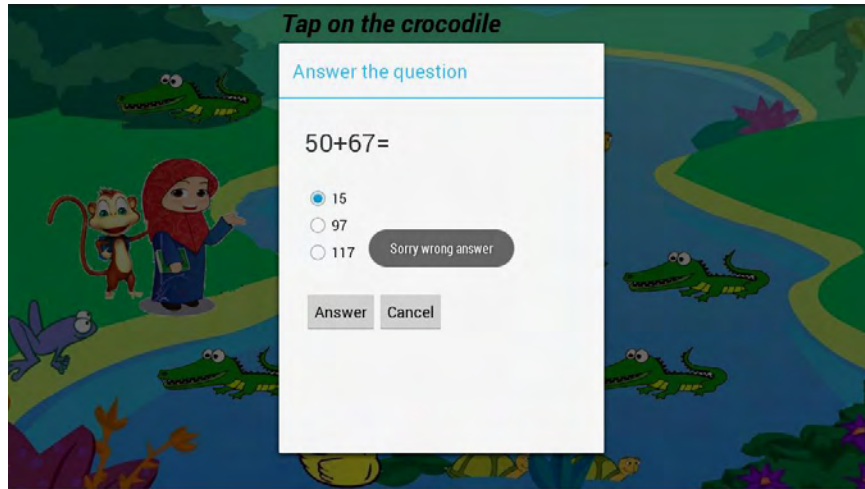 Tap on the crocodile
Answer the question
50+67=
15
97
117
Sorry wrong answer
Answer Cancel